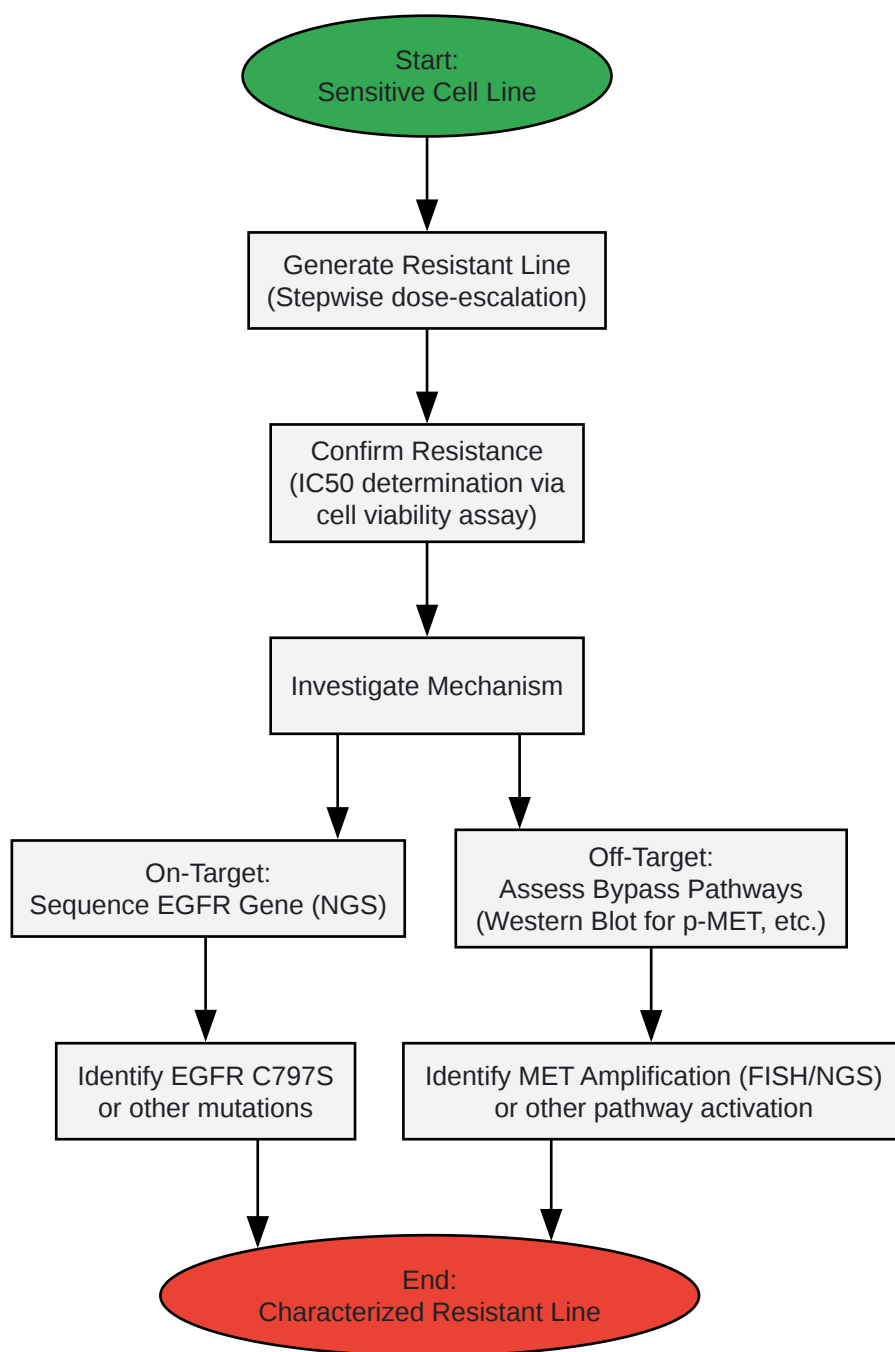 Start:
Sensitive Cell Line
Generate Resistant Line
(Stepwise dose-escalation)
Confirm Resistance
(IC50 determination via
cell viability assay)
Investigate Mechanism
On-Target:
Sequence EGFR Gene (NGS)
Off-Target:
Assess Bypass Pathways
(Western Blot for p-MET, etc.)
Identify EGFR C797S
or other mutations
Identify MET Amplification (FISH/NGS)
or other pathway activation
End:
Characterized Resistant Line